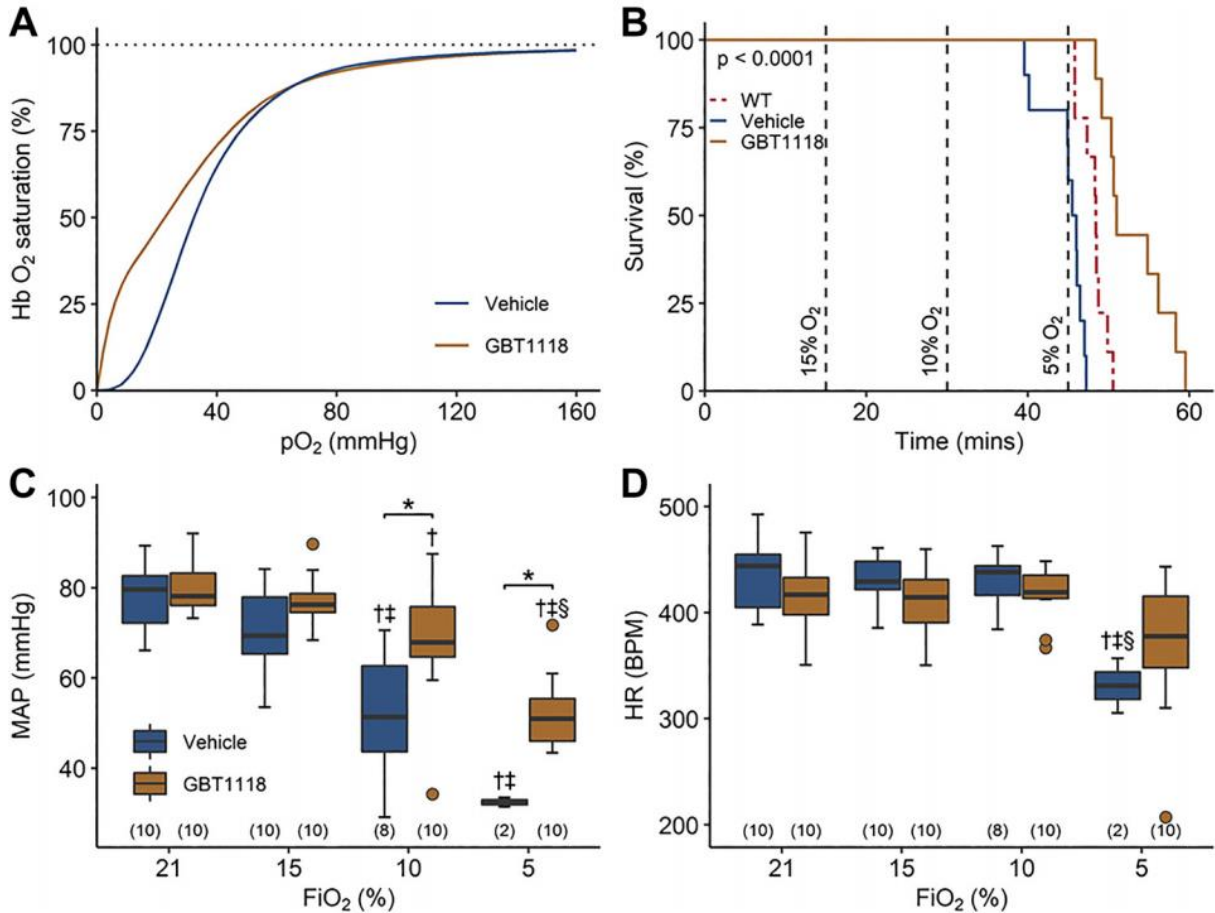 A
Hb O2 saturation (%)
100
75
50
25
0
Vehicle
GBT1118
0 40 80 120 160
pO2 (mmHg)
B
Survival (%)
100
75
50
25
0
p < 0.0001
WT
Vehicle
GBT1118
15% O2
10% O2
5% O2
0 20 40 60
Time (mins)
C
MAP (mmHg)
100
80
60
40
*
†
†‡
*
†‡§
†‡
Vehicle
GBT1118
(10) (10) (10) (10) (8) (10) (2) (10)
21 15 10 5
FiO2 (%)
D
HR (BPM)
500
400
300
200
†‡§
(10) (10) (10) (10) (8) (10) (2) (10)
21 15 10 5
FiO2 (%)